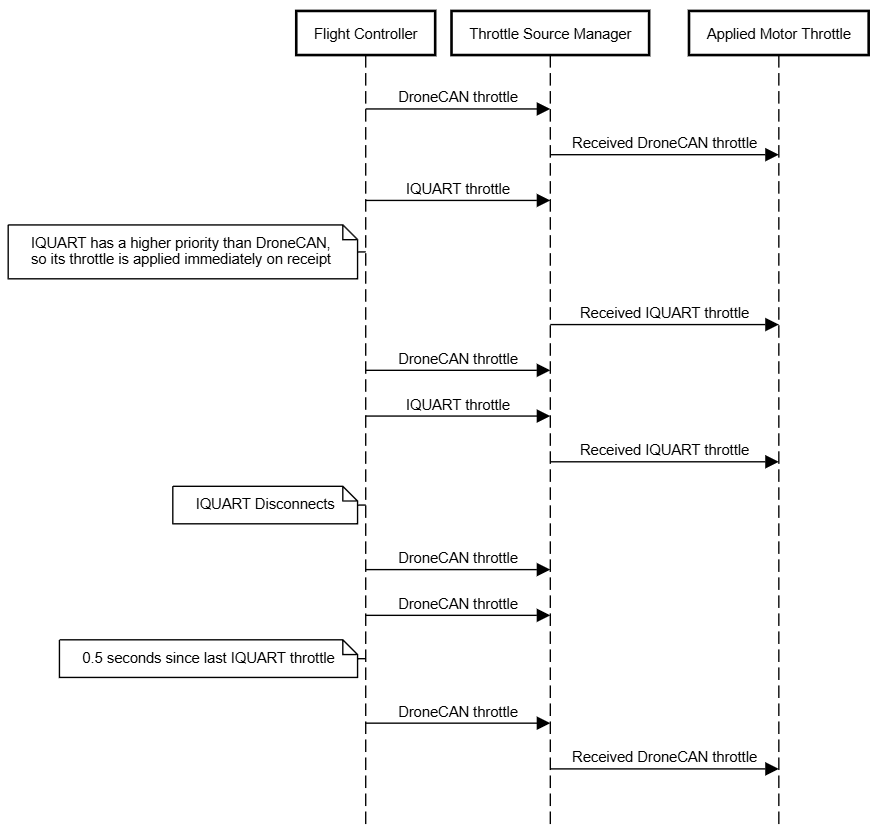 Flight Controller
Throttle Source Manager
Applied Motor Throttle
DroneCAN throttle
Received DroneCAN throttle
IQUART throttle
IQUART has a higher priority than DroneCAN,
so its throttle is applied immediately on receipt
Received IQUART throttle
DroneCAN throttle
IQUART throttle
Received IQUART throttle
IQUART Disconnects
DroneCAN throttle
DroneCAN throttle
0.5 seconds since last IQUART throttle
DroneCAN throttle
Received DroneCAN throttle